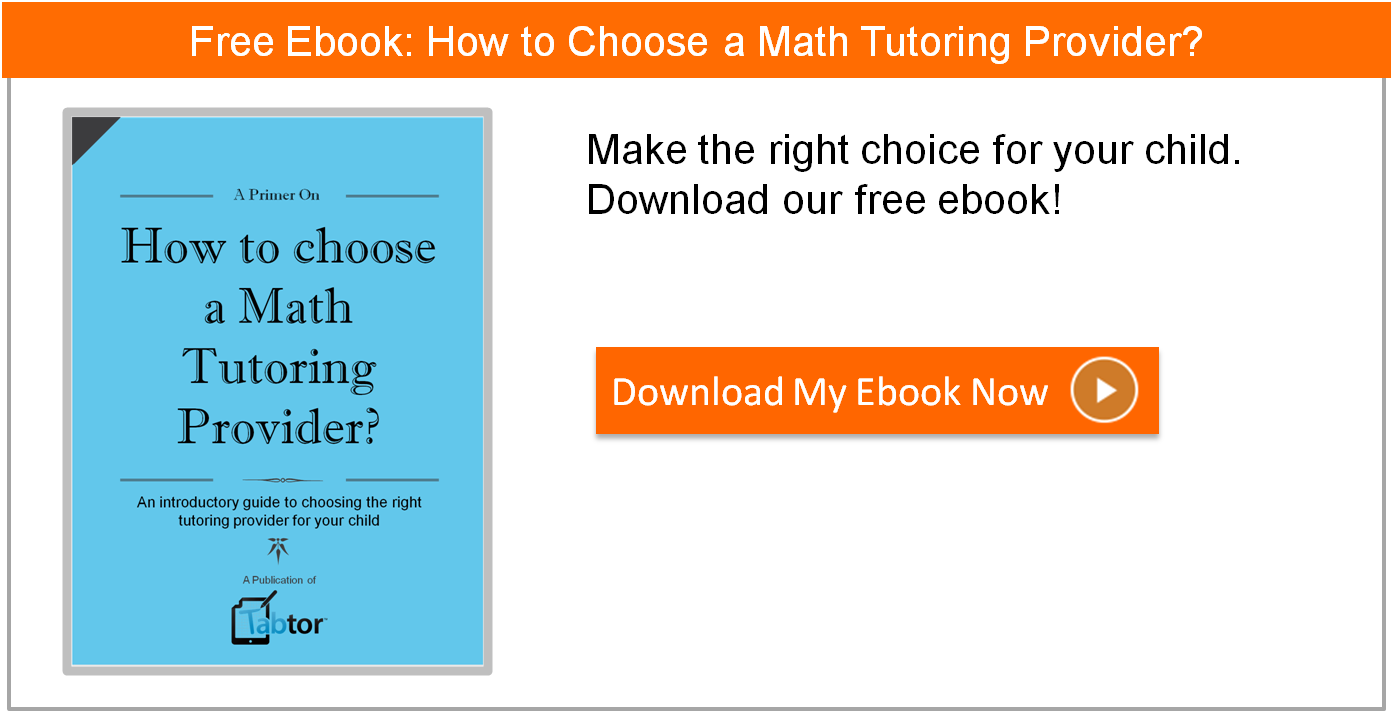 Free Ebook: How to Choose a Math Tutoring Provider?
A Primer On
How to choose
a Math
Tutoring
Provider?
An introductory guide to choosing the right
tutoring provider for your child
A Publication of
Tabtor™
Make the right choice for your child.
Download our free ebook!
Download My Ebook Now